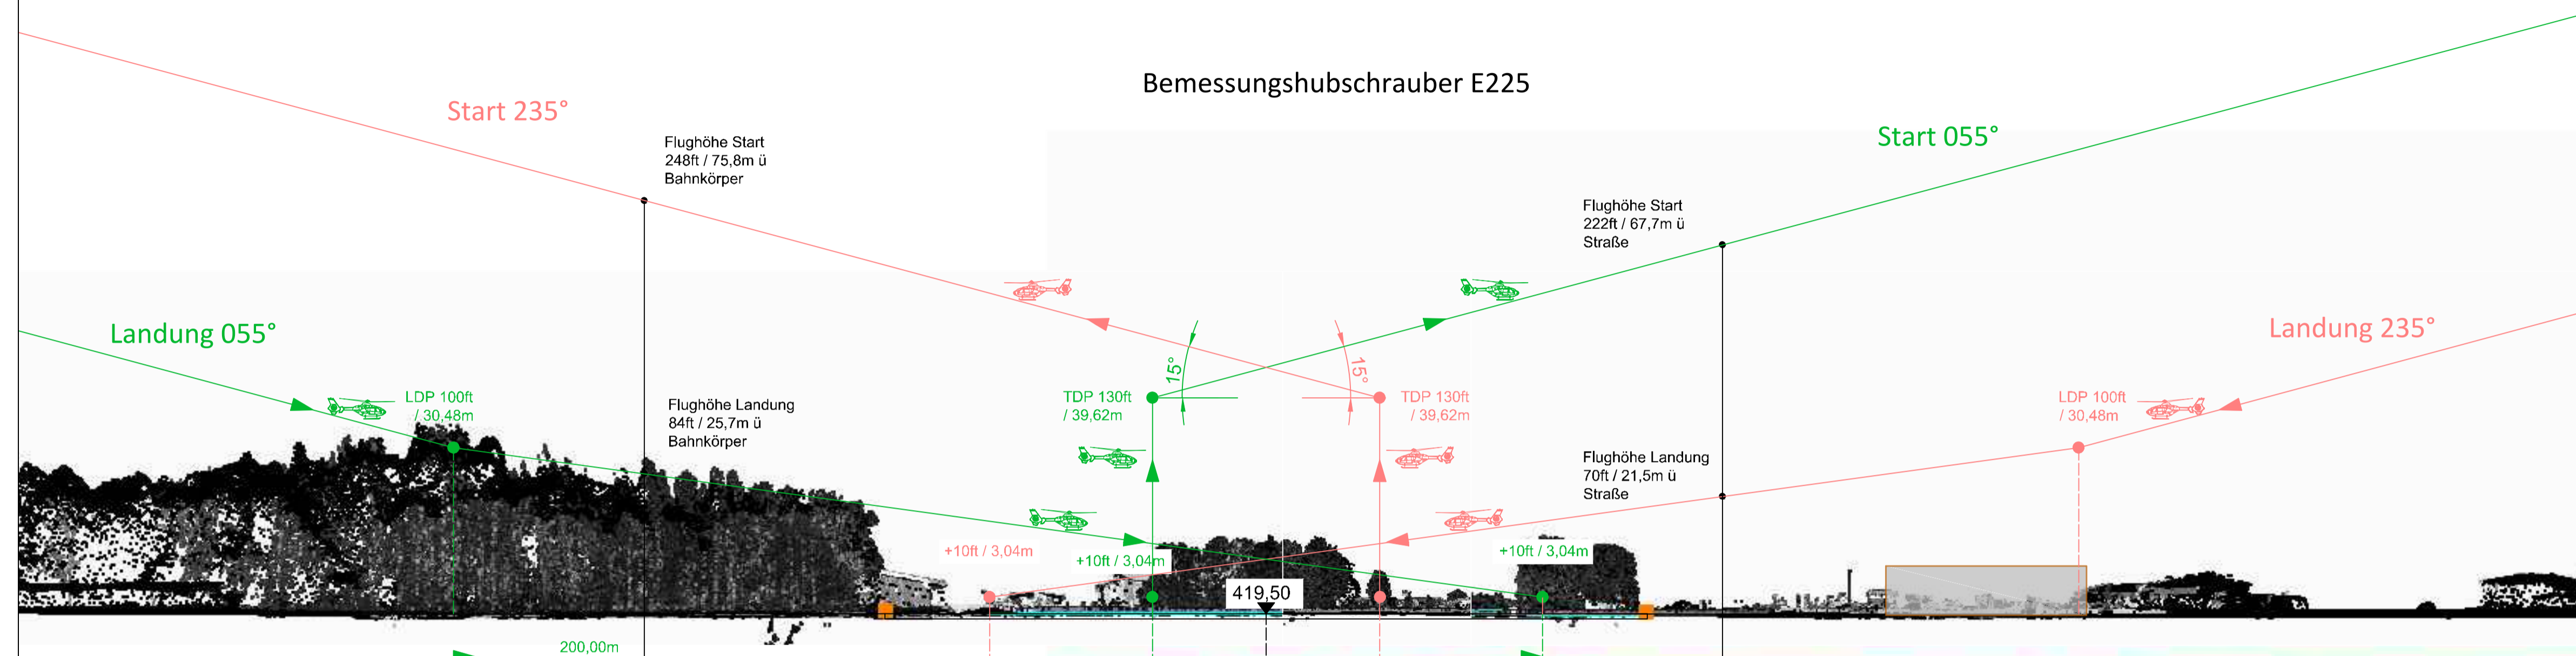 Bemessungshubschrauber E225
Start 235°
Start 055°
Flughöhe Start
248ft / 75,8m ü
Bahnkörper
Flughöhe Start
222ft / 67,7m ü
Straße
Landung 055°
Landung 235°
LDP 100ft
/ 30,48m
Flughöhe Landung
84ft / 25,7m ü
Bahnkörper
15°
15°
TDP 130ft
/ 39,62m
TDP 130ft
/ 39,62m
LDP 100ft
/ 30,48m
Flughöhe Landung
70ft / 21,5m ü
Straße
+10ft / 3,04m
+10ft / 3,04m
+10ft / 3,04m
419,50
200,00m